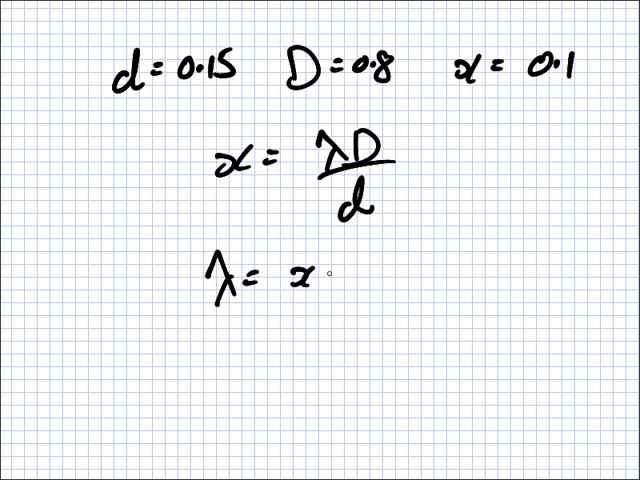 d = 0.15 D = 0.8 x = 0.1
x = λD / d
λ = x